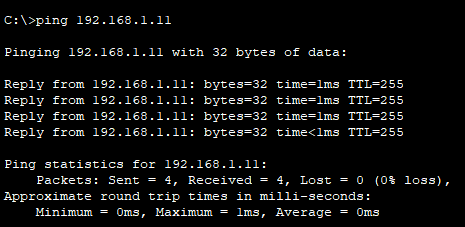 C:\>ping 192.168.1.11
Pinging 192.168.1.11 with 32 bytes of data:
Reply from 192.168.1.11: bytes=32 time=1ms TTL=255
Reply from 192.168.1.11: bytes=32 time=1ms TTL=255
Reply from 192.168.1.11: bytes=32 time=1ms TTL=255
Reply from 192.168.1.11: bytes=32 time<1ms TTL=255
Ping statistics for 192.168.1.11:
    Packets: Sent = 4, Received = 4, Lost = 0 (0% loss),
Approximate round trip times in milli-seconds:
    Minimum = 0ms, Maximum = 1ms, Average = 0ms